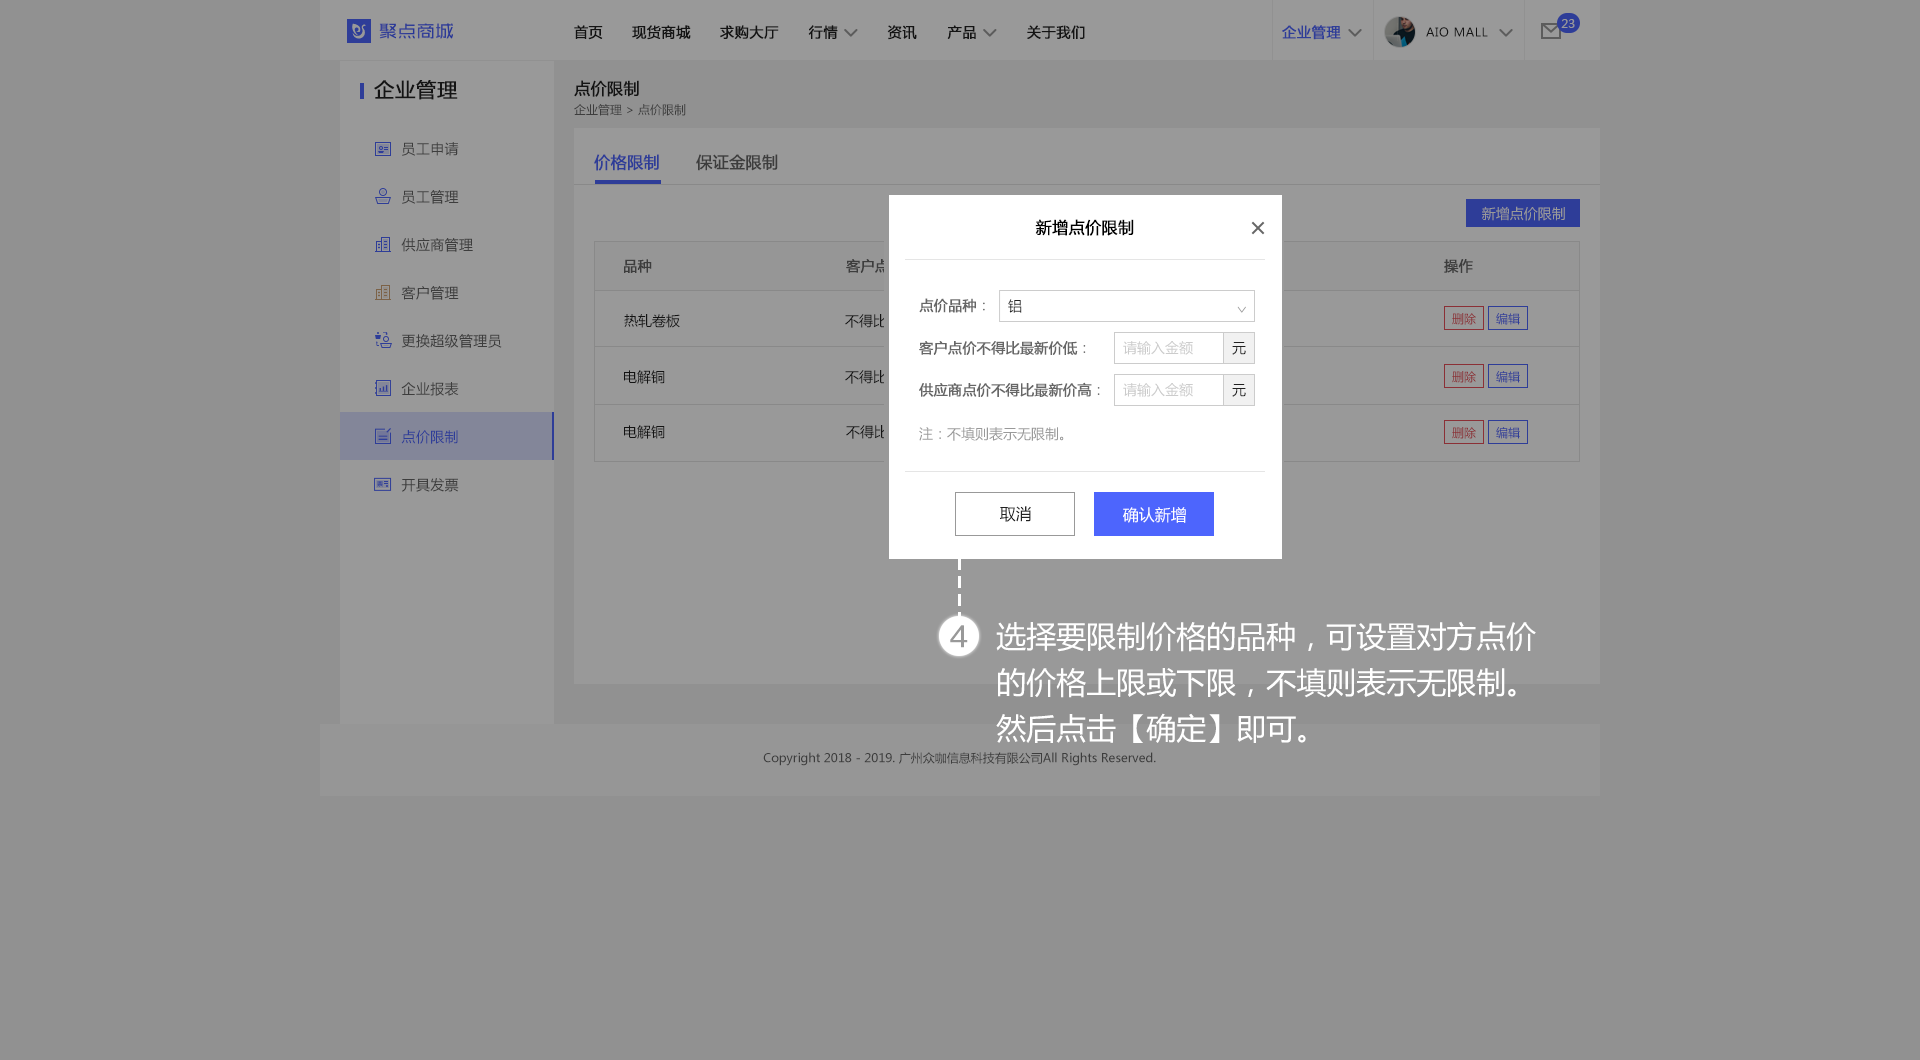 聚点商城
首页 现货商城 求购大厅 行情 资讯 产品 关于我们
企业管理 AIO MALL 23
企业管理
员工申请
员工管理
供应商管理
客户管理
更换超级管理员
企业报表
点价限制
开具发票
点价限制
企业管理 > 点价限制
价格限制 保证金限制
新增点价限制
品种 客户点 操作
热轧卷板 不得比 删除 编辑
电解铜 不得比 删除 编辑
电解铜 不得比 删除 编辑
新增点价限制
点价品种： 铝
客户点价不得比最新价低： 请输入金额 元
供应商点价不得比最新价高： 请输入金额 元
注：不填则表示无限制。
取消 确认新增
4 选择要限制价格的品种，可设置对方点价
的价格上限或下限，不填则表示无限制。
然后点击【确定】即可。
Copyright 2018 - 2019. 广州众咖信息科技有限公司All Rights Reserved.